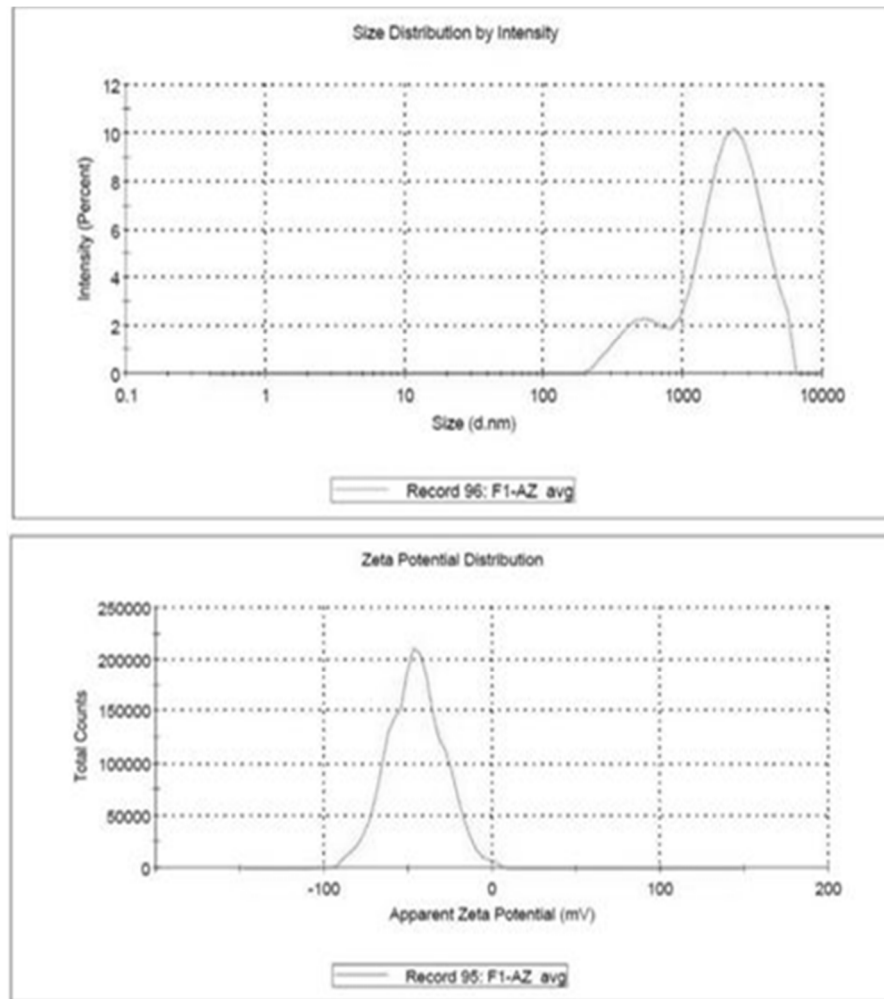 Size Distribution by Intensity
12
10
8
6
4
2
0
Intensity (Percent)
0.1 1 10 100 1000 10000
Size (d.nm)
Record 96: F1-AZ avg
Zeta Potential Distribution
250000
200000
150000
100000
50000
0
Total Counts
-100 0 100 200
Apparent Zeta Potential (mV)
Record 95: F1-AZ avg